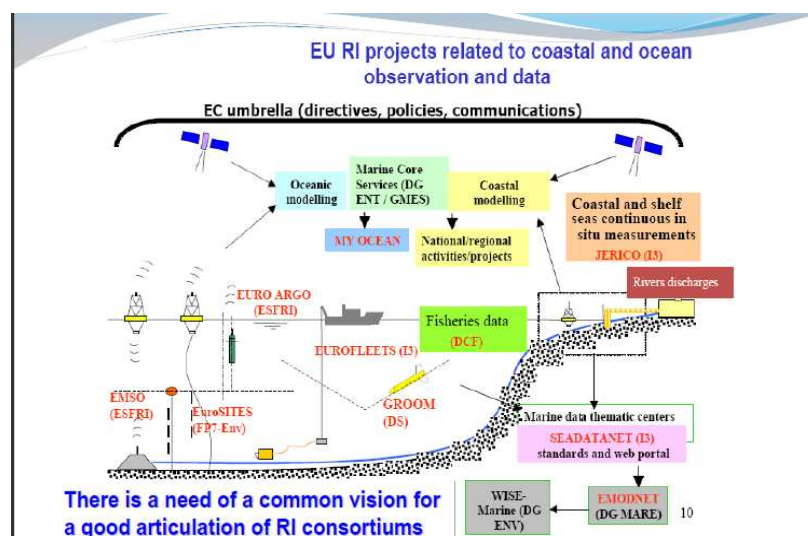 EU RI projects related to coastal and ocean
observation and data
EC umbrella (directives, policies, communications)
Oceanic
modelling
Marine Core
Services (DG
ENT / GMES)
Coastal
modelling
MY OCEAN
National/regional
activities/projects
Coastal and shelf
seas continuous in
situ measurements
JERICO (I3)
Rivers discharges
EURO ARGO
(ESFRI)
Fisheries data
(DCF)
EUROFLEETS (I3)
EMSO
(ESFRI)
EuroSITES
(FP7-Env)
GROOM
(DS)
Marine data thematic centers
SEADATANET (I3)
standards and web portal
WISE-
Marine (DG
ENV)
EMODNET
(DG MARE)
10
There is a need of a common vision for
a good articulation of RI consortiums